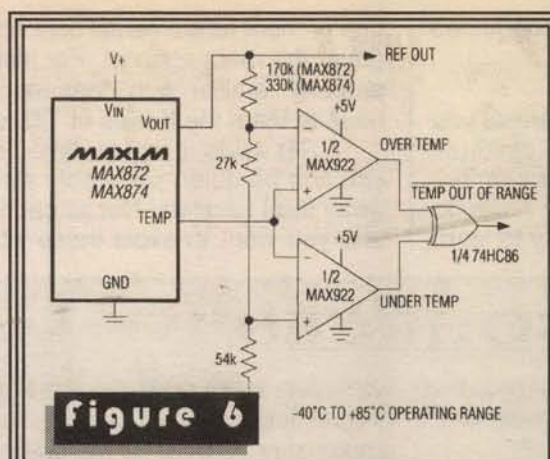 V+
REF OUT
170k (MAX872)
330k (MAX874)
VIN
VOUT
+5V
1/2
MAX922
OVER TEMP
MAXIM
MAX872
MAX874
27k
TEMP OUT OF RANGE
TEMP
+5V
1/4 74HC86
1/2
MAX922
GND
UNDER TEMP
54k
Figure 6
-40°C TO +85°C OPERATING RANGE